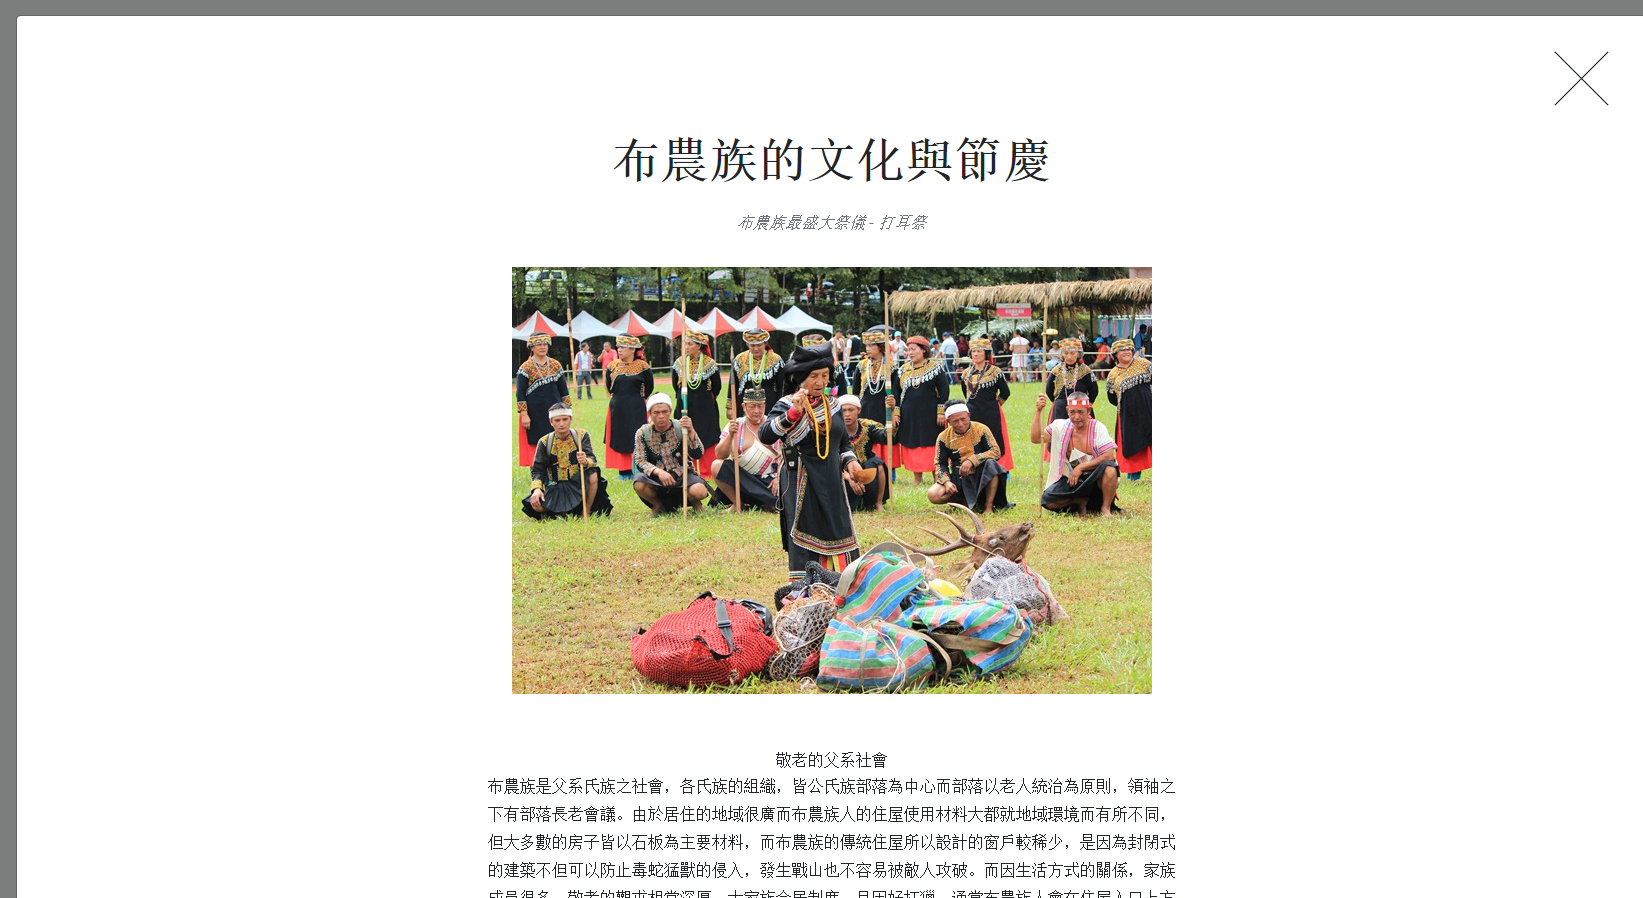 布農族的文化與節慶
布農族最盛大祭儀 - 打耳祭
敬老的父系社會
布農族是父系氏族之社會，各氏族的組織，皆公氏族部落為中心而部落以老人統治為原則，領袖之
下有部落長老會議。由於居住的地域很廣而布農族人的住屋使用材料大都就地域環境而有所不同，
但大多數的房子皆以石板為主要材料，而布農族的傳統住屋所以設計的窗戶較稀少，是因為封閉式
的建築不但可以防止毒蛇猛獸的侵入，發生戰山也不容易被敵人攻破。而因生活方式的關係，家族